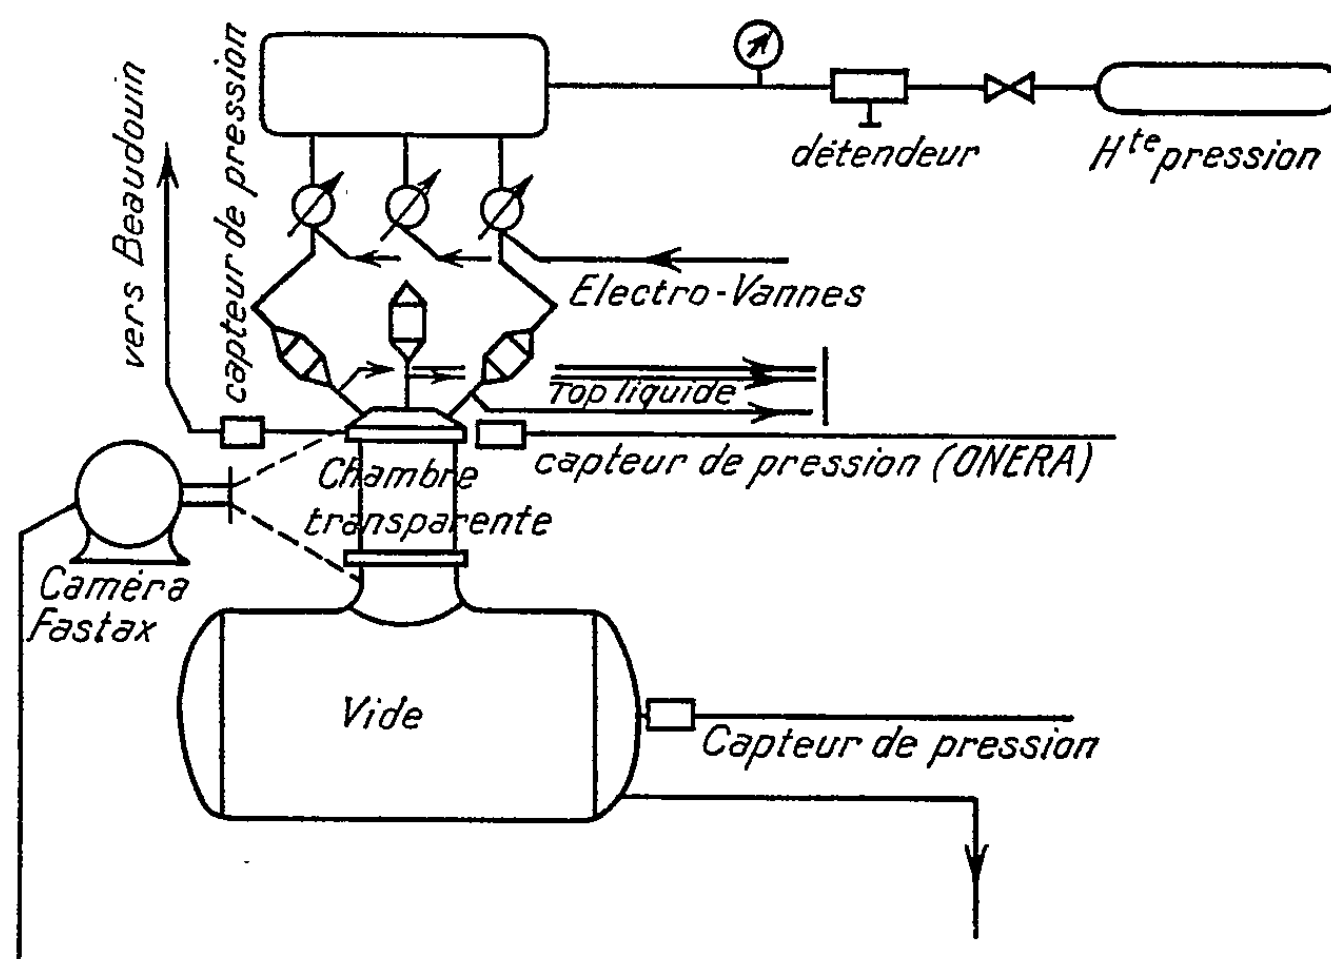 vers Beaudouin
capteur de pression
détendeur
Hte pression
Electro-Vannes
Top liquide
capteur de pression (ONERA)
Chambre
transparente
Caméra
Fastax
Vide
Capteur de pression